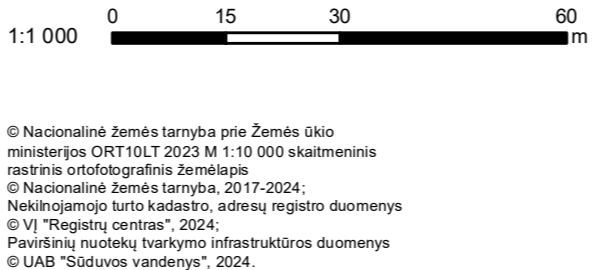 0 15 30 60
1:1 000 m
© Nacionalinė žemės tarnyba prie Žemės ūkio
ministerijos ORT10LT 2023 M 1:10 000 skaitmeninis
rastrinis ortofotografinis žemėlapis
© Nacionalinė žemės tarnyba, 2017-2024;
Nekilnojamojo turto kadastro, adresų registro duomenys
© VĮ "Registrų centras", 2024;
Paviršinių nuotekų tvarkymo infrastruktūros duomenys
© UAB "Sūduvos vandenys", 2024.